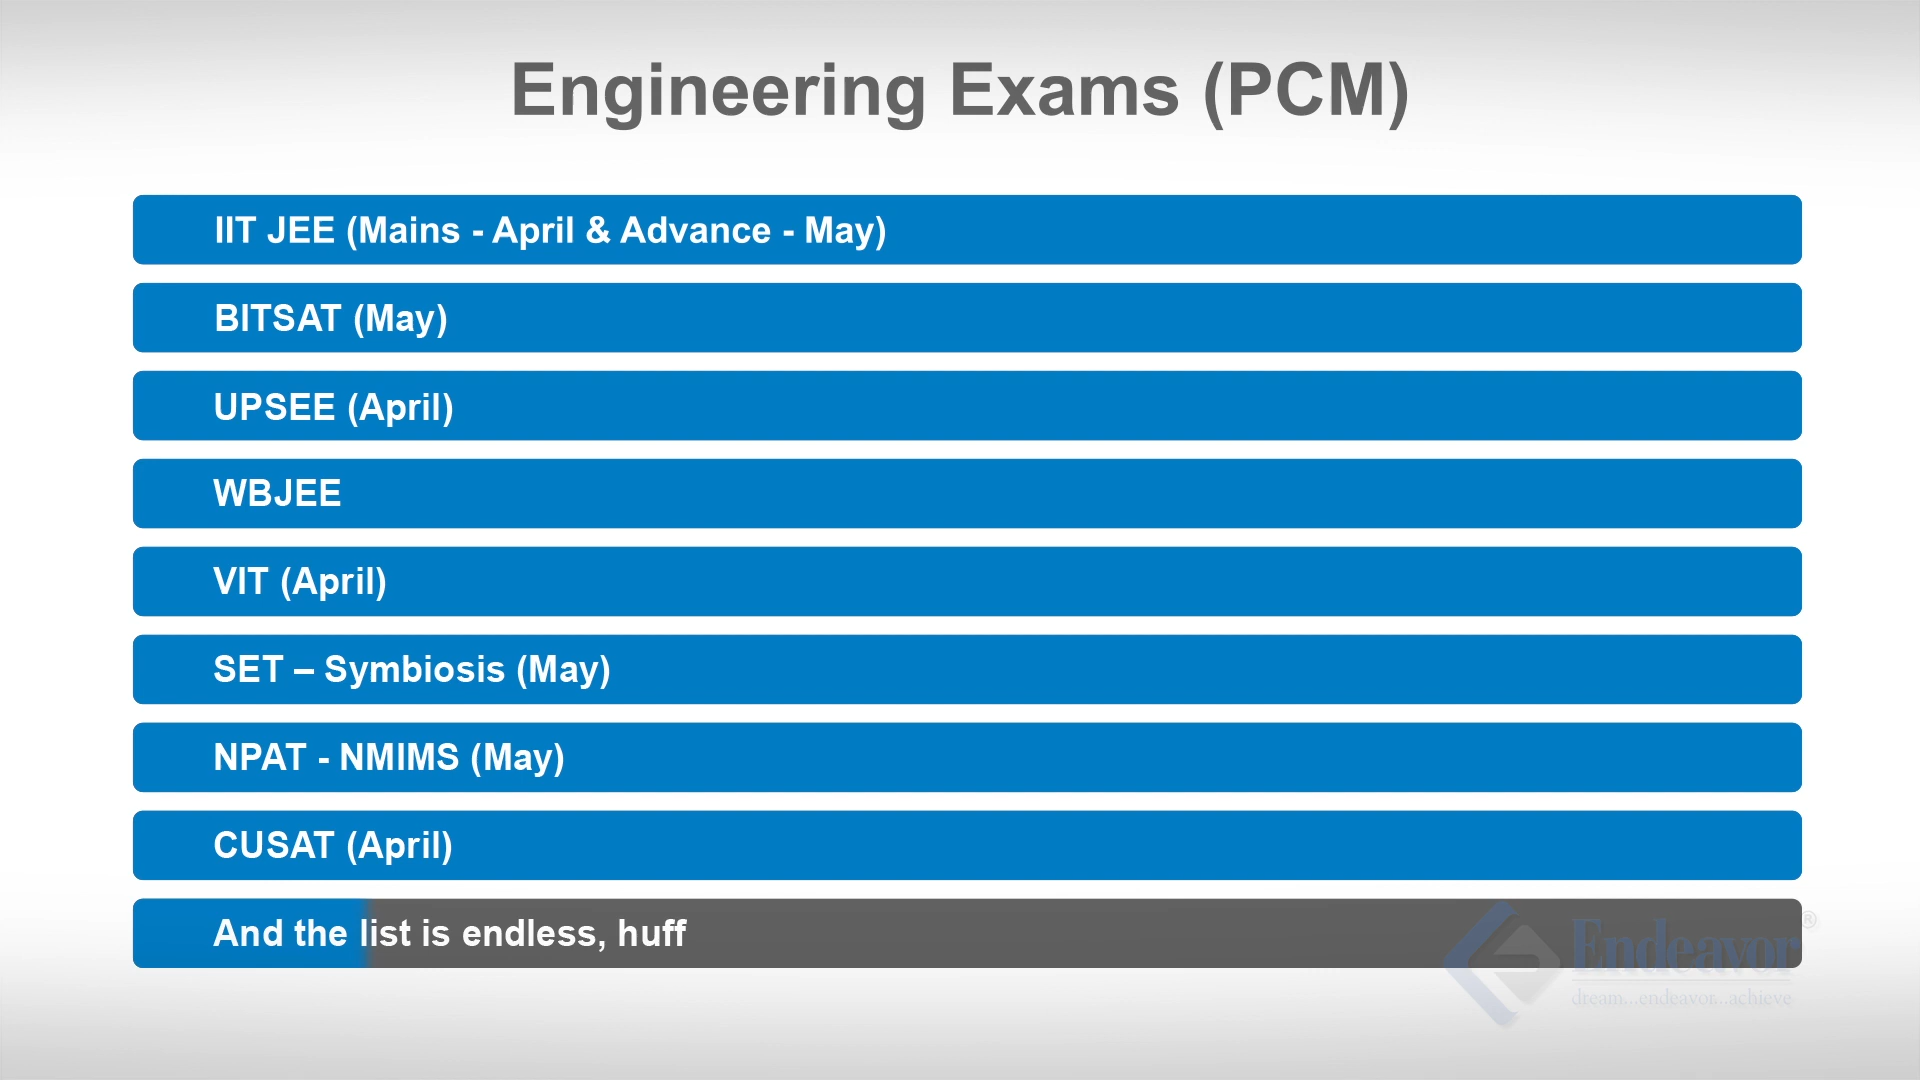 Engineering Exams (PCM)
IIT JEE (Mains - April & Advance - May)
BITSAT (May)
UPSEE (April)
WBJEE
VIT (April)
SET – Symbiosis (May)
NPAT - NMIMS (May)
CUSAT (April)
And the list is endless, huff
Endeavor®
dream...endeavor...achieve